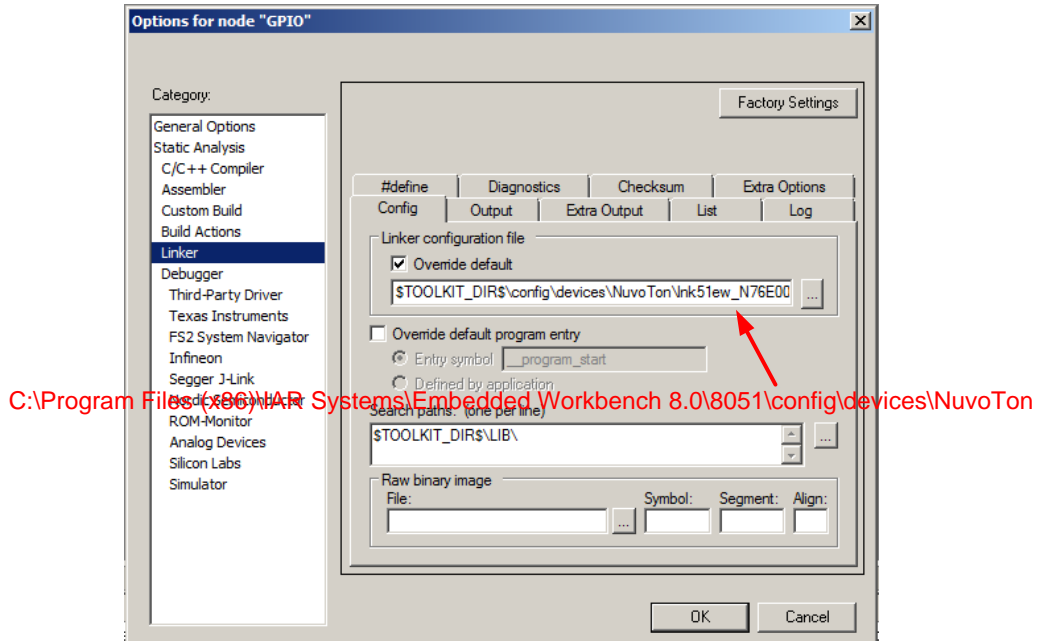 Options for node "GPIO"
Category:
General Options
Static Analysis
C/C++ Compiler
Assembler
Custom Build
Build Actions
Linker
Debugger
Third-Party Driver
Texas Instruments
FS2 System Navigator
Infineon
Segger J-Link
Nordic Semiconductor
ROM-Monitor
Analog Devices
Silicon Labs
Simulator
Factory Settings
#define Diagnostics Checksum Extra Options
Config Output Extra Output List Log
Linker configuration file
Override default
$TOOLKIT_DIR$\config\devices\NuvoTon\lnk51ew_N76E00
...
Override default program entry
Entry symbol __program_start
Defined by application
C:\Program Files (x86)\IAR Systems\Embedded Workbench 8.0\8051\config\devices\NuvoTon
Search paths: (one per line)
$TOOLKIT_DIR$\LIB\
...
Raw binary image
File: Symbol: Segment: Align:
...
OK Cancel